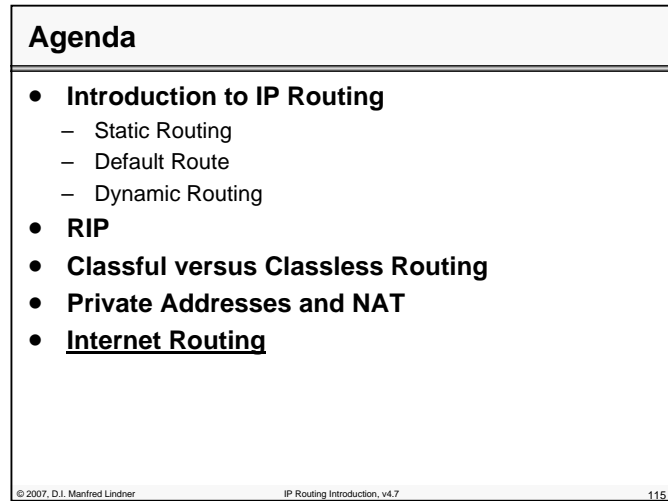 Agenda
• Introduction to IP Routing
– Static Routing
– Default Route
– Dynamic Routing
• RIP
• Classful versus Classless Routing
• Private Addresses and NAT
• Internet Routing
© 2007, D.I. Manfred Lindner IP Routing Introduction, v4.7 115